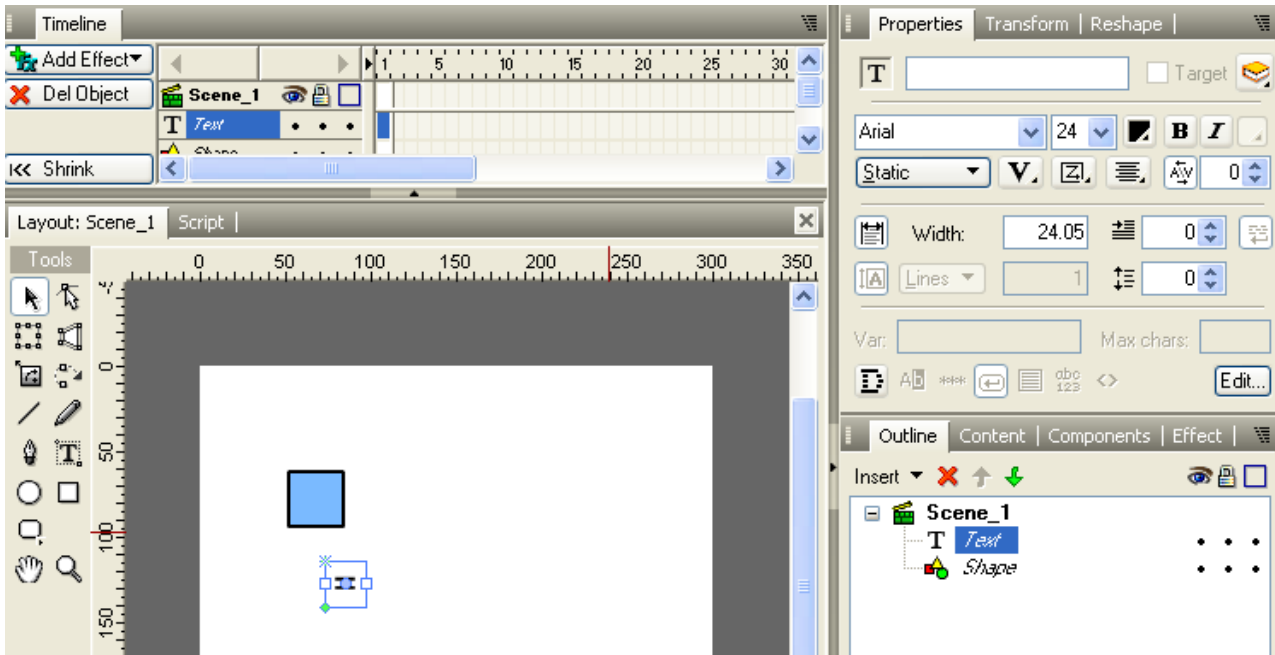 Timeline
Add Effect
1 5 10 15 20 25 30
Del Object
Scene_1
T Text
Shape
Shrink
Layout: Scene_1 Script
Tools
0 50 100 150 200 250 300 350
0
50
100
150
Properties Transform Reshape
T Target
Arial 24 B I
Static V. AV 0
Width: 24.05 0
A Lines 1 0
Var: Max chars:
AB *** abc 123 <> Edit...
Outline Content Components Effect
Insert
Scene_1
T Text
Shape